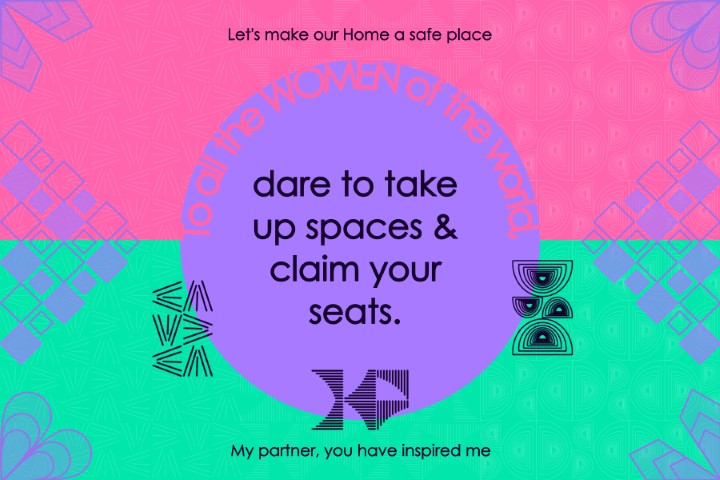 Let's make our Home a safe place
To all the WOMEN of the world,
dare to take
up spaces &
claim your
seats.
My partner, you have inspired me